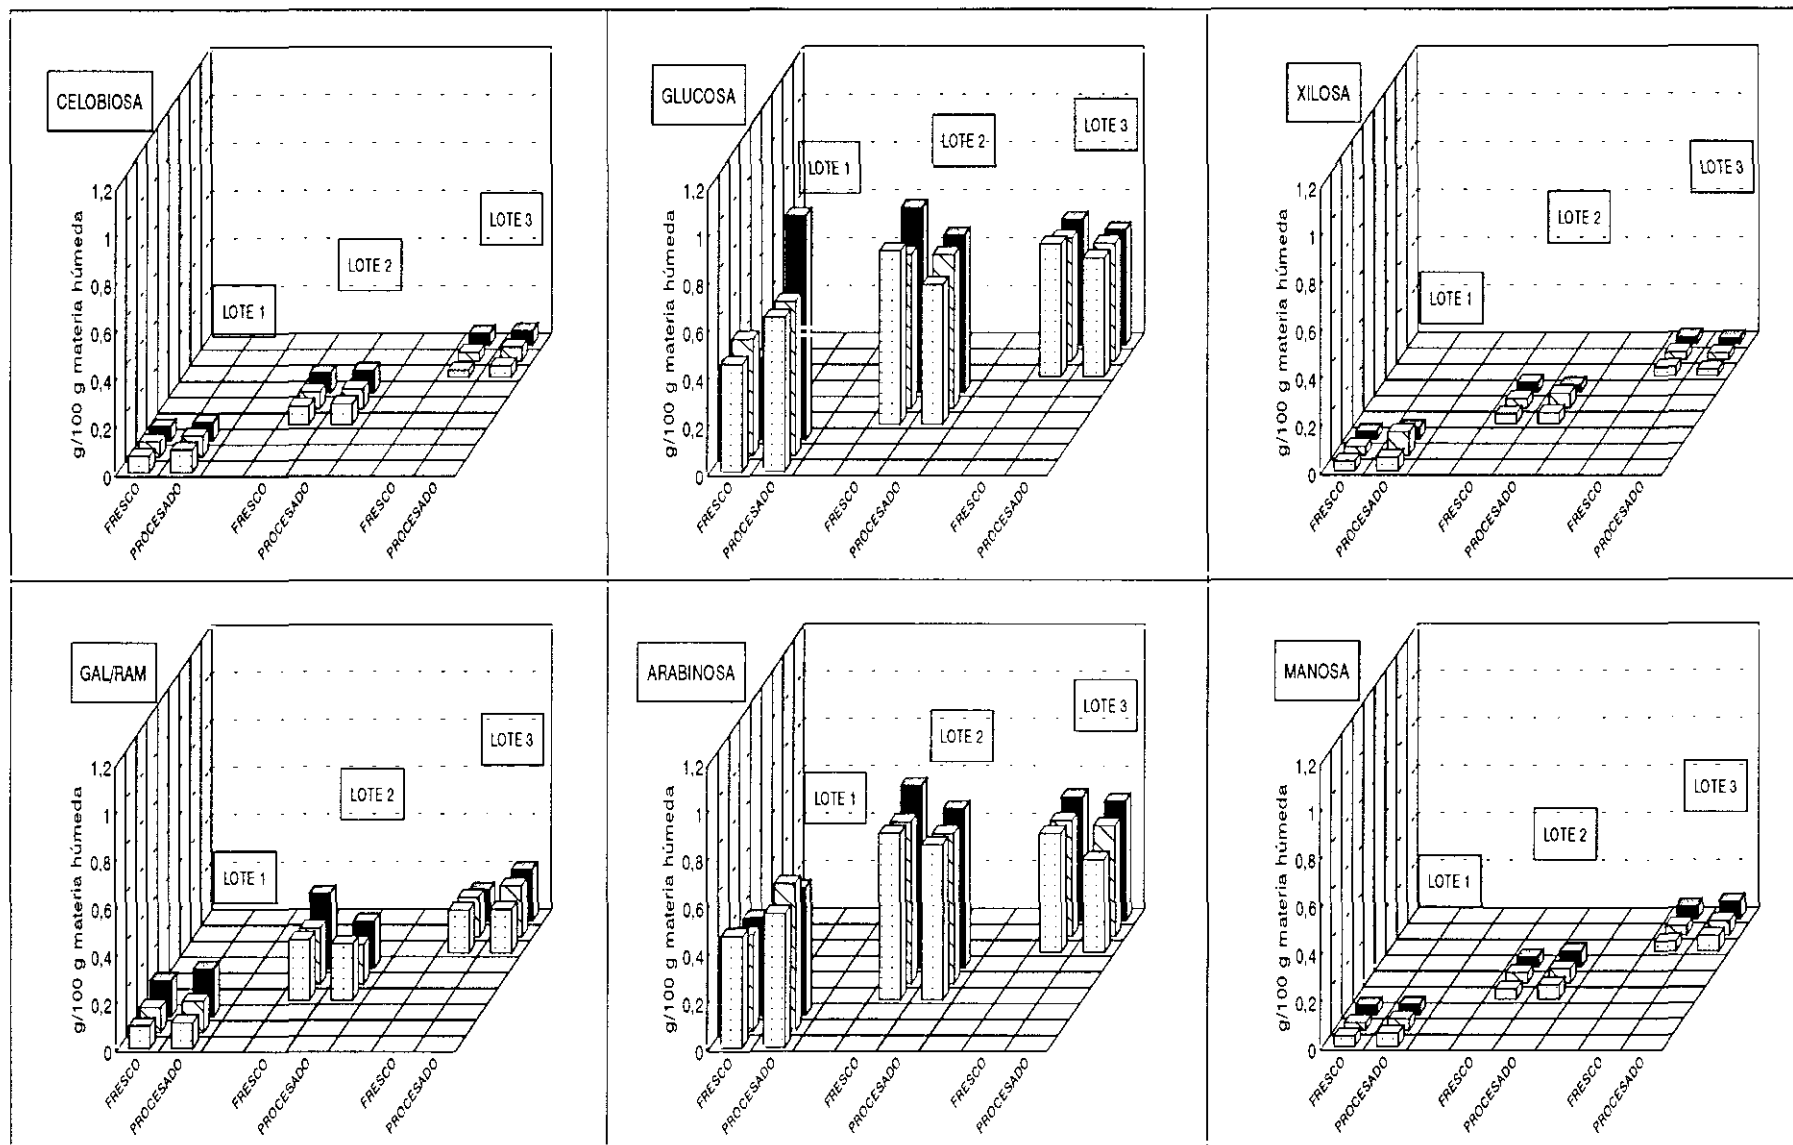 CELOBIOSA
LOTE 1
LOTE 2
LOTE 3
g/100 g materia húmeda
1,2
1
0,8
0,6
0,4
0,2
0
FRESCO
PROCESADO
FRESCO
PROCESADO
FRESCO
PROCESADO
GLUCOSA
LOTE 1
LOTE 2
LOTE 3
g/100 g materia húmeda
1,2
1
0,8
0,6
0,4
0,2
0
FRESCO
PROCESADO
FRESCO
PROCESADO
FRESCO
PROCESADO
XILOSA
LOTE 1
LOTE 2
LOTE 3
g/100 g materia húmeda
1,2
1
0,8
0,6
0,4
0,2
0
FRESCO
PROCESADO
FRESCO
PROCESADO
FRESCO
PROCESADO
GAL/RAM
LOTE 1
LOTE 2
LOTE 3
g/100 g materia húmeda
1,2
1
0,8
0,6
0,4
0,2
0
FRESCO
PROCESADO
FRESCO
PROCESADO
FRESCO
PROCESADO
ARABINOSA
LOTE 1
LOTE 2
LOTE 3
g/100 g materia húmeda
1,2
1
0,8
0,6
0,4
0,2
0
FRESCO
PROCESADO
FRESCO
PROCESADO
FRESCO
PROCESADO
MANOSA
LOTE 1
LOTE 2
LOTE 3
g/100 g materia húmeda
1,2
1
0,8
0,6
0,4
0,2
0
FRESCO
PROCESADO
FRESCO
PROCESADO
FRESCO
PROCESADO